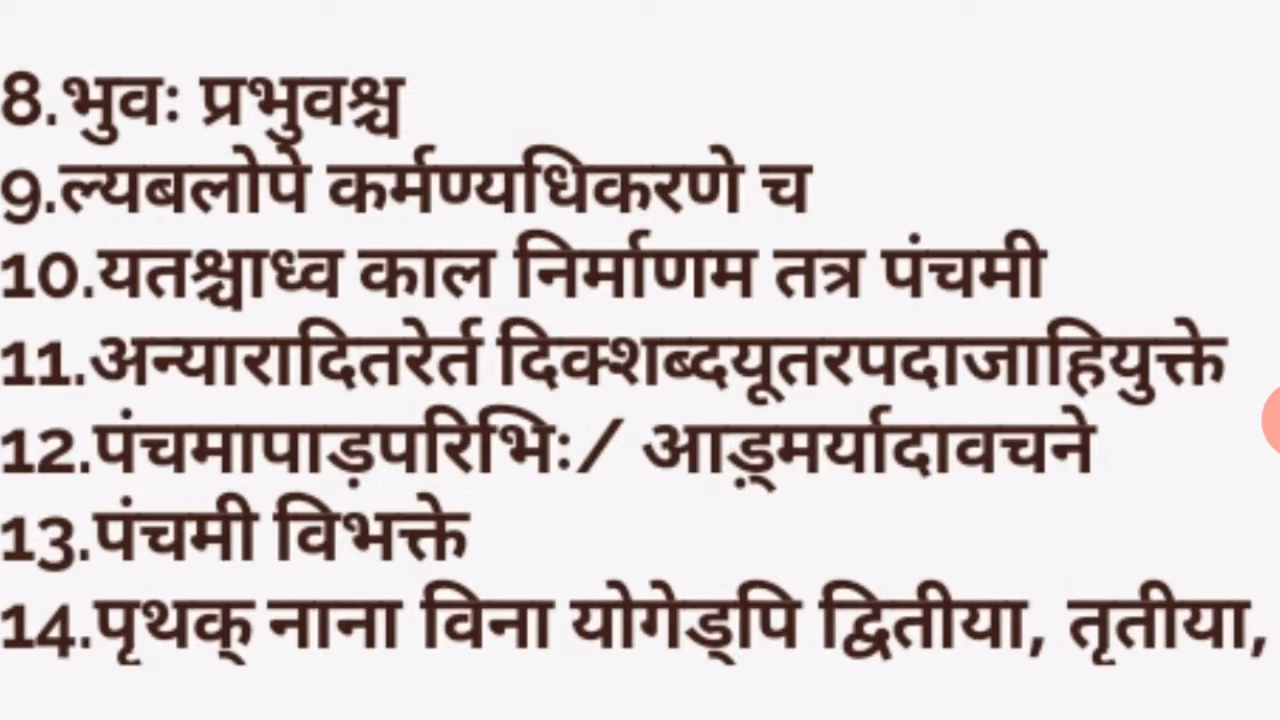 8.भुवः प्रभुवश्च
9.ल्यबलोपे कर्मण्यधिकरणे च
10.यतश्चाध्व काल निर्माणम तत्र पंचमी
11.अन्यारादितरेर्त दिक्शब्दयूतरपदाजाहियुक्ते
12.पंचमापाड़परिभिः/ आड़्मर्यादावचने
13.पंचमी विभक्ते
14.पृथक् नाना विना योगेड्पि द्वितीया, तृतीया,